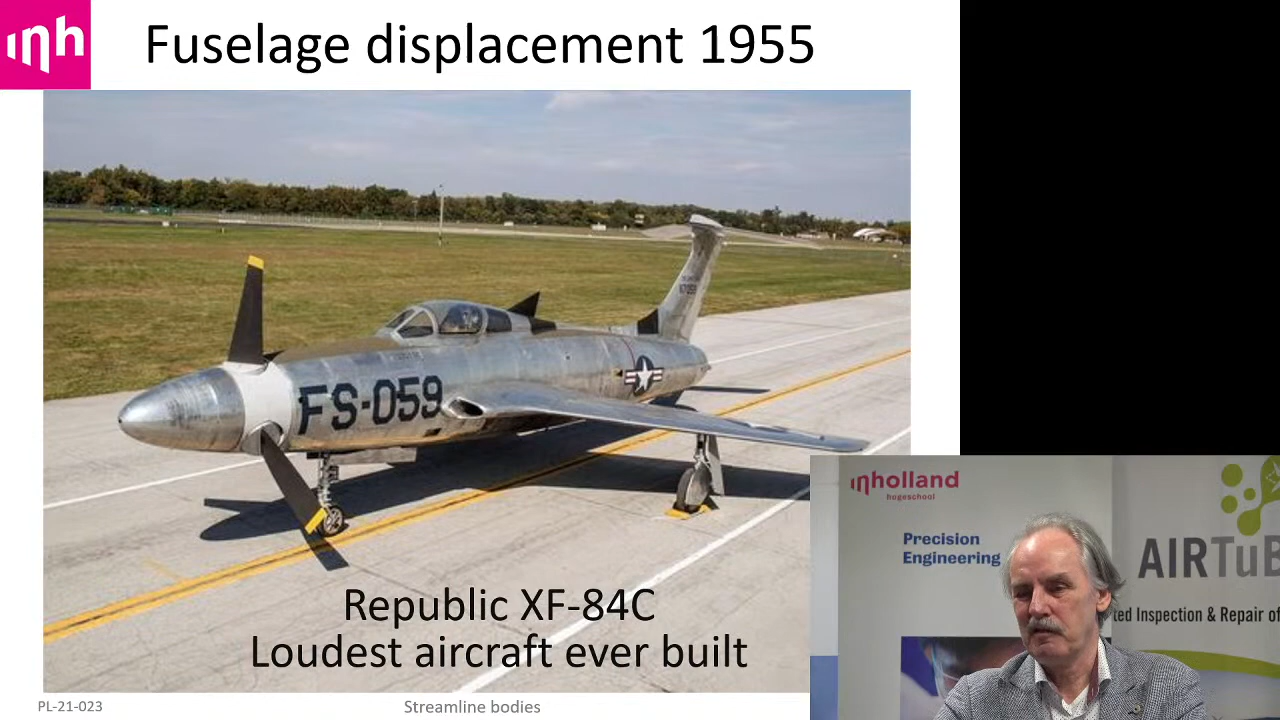 inh
Fuselage displacement 1955
FS-059
Republic XF-84C
Loudest aircraft ever built
PL-21-023
Streamline bodies
inholland
hogeschool
Precision
Engineering
AIRTuB
ted Inspection & Repair of